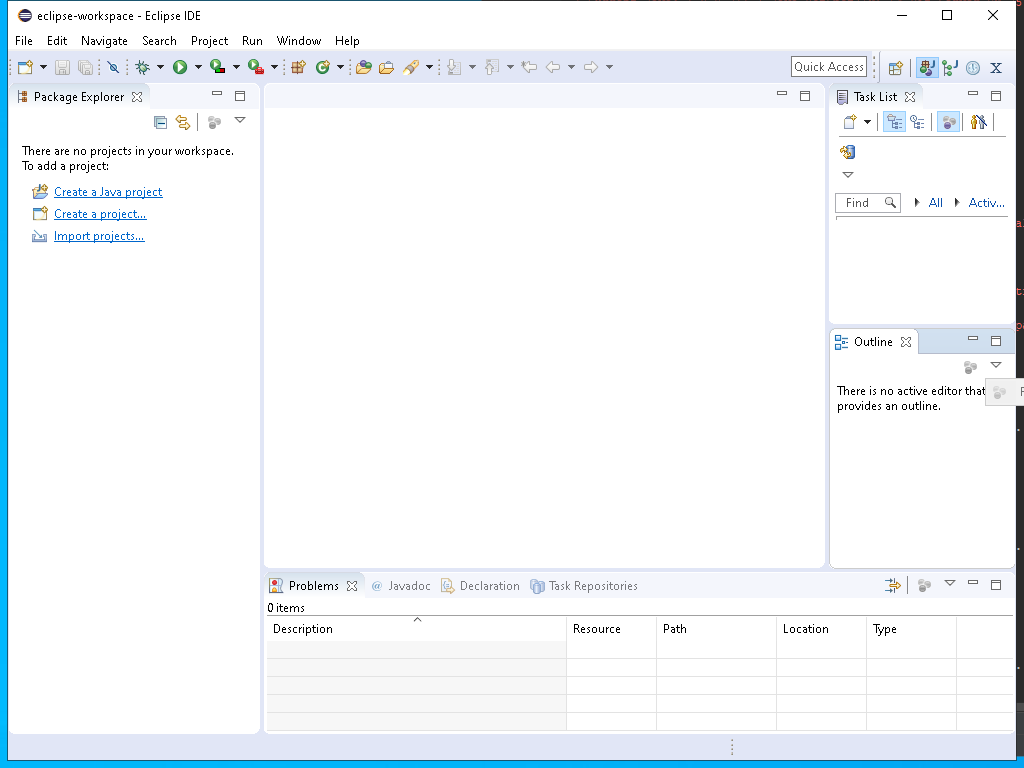 eclipse-workspace - Eclipse IDE
File Edit Navigate Search Project Run Window Help
Quick Access
Package Explorer
There are no projects in your workspace.
To add a project:
Create a Java project
Create a project...
Import projects...
Task List
Find All Activ...
Outline
There is no active editor that
provides an outline.
Problems @ Javadoc Declaration Task Repositories
0 items
Description Resource Path Location Type